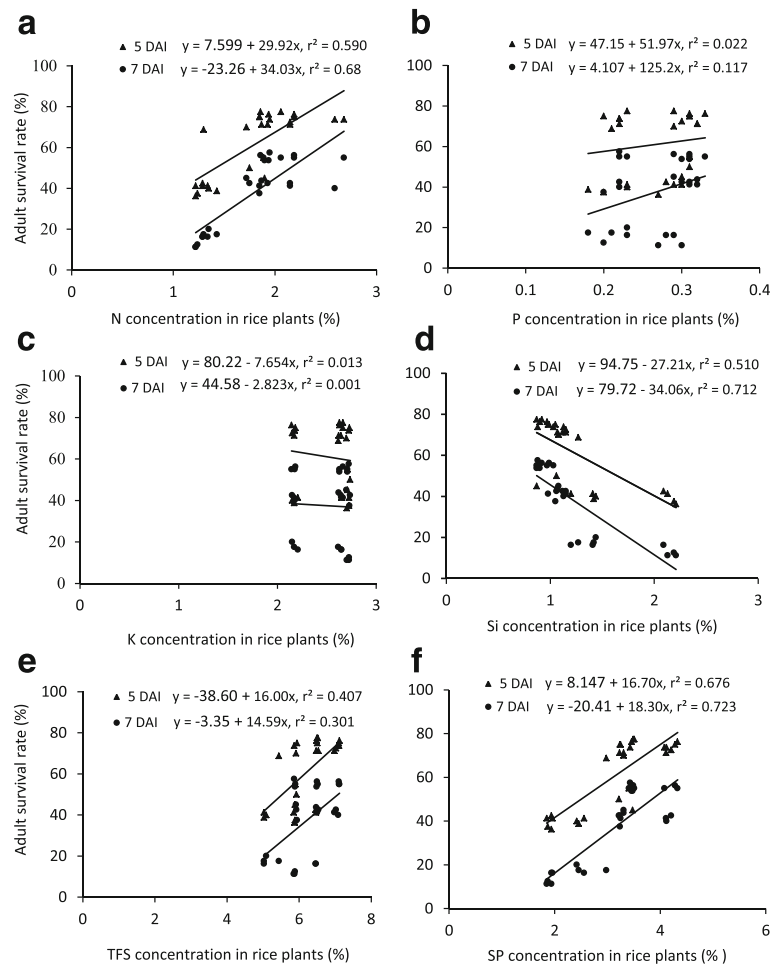 a
▲ 5 DAI y = 7.599 + 29.92x, r² = 0.590
● 7 DAI y = -23.26 + 34.03x, r² = 0.68
Adult survival rate (%)
100
80
60
40
20
0
0 1 2 3
N concentration in rice plants (%)
b
▲ 5 DAI y = 47.15 + 51.97x, r² = 0.022
● 7 DAI y = 4.107 + 125.2x, r² = 0.117
100
80
60
40
20
0
0 0.1 0.2 0.3 0.4
P concentration in rice plants (%)
c
▲ 5 DAI y = 80.22 - 7.654x, r² = 0.013
● 7 DAI y = 44.58 - 2.823x, r² = 0.001
Adult survival rate (%)
100
80
60
40
20
0
0 1 2 3
K concentration in rice plants (%)
d
▲ 5 DAI y = 94.75 - 27.21x, r² = 0.510
● 7 DAI y = 79.72 - 34.06x, r² = 0.712
100
80
60
40
20
0
0 1 2 3
Si concentration in rice plants (%)
e
▲ 5 DAI y = -38.60 + 16.00x, r² = 0.407
● 7 DAI y = -3.35 + 14.59x, r² = 0.301
Adult survival rate (%)
100
80
60
40
20
0
0 2 4 6 8
TFS concentration in rice plants (%)
f
▲ 5 DAI y = 8.147 + 16.70x, r² = 0.676
● 7 DAI y = -20.41 + 18.30x, r² = 0.723
100
80
60
40
20
0
0 2 4 6
SP concentration in rice plants (% )